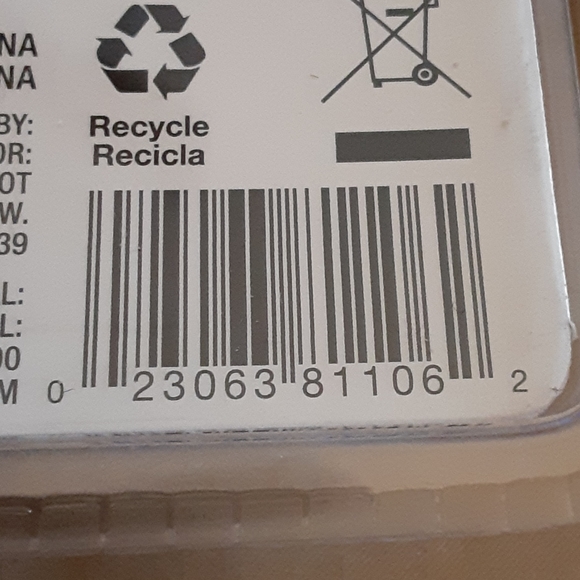 NA
NA
BY:
OR:
OT
W.
39
L:
L:
00
M
Recycle
Recicla
0 23063 81106 2